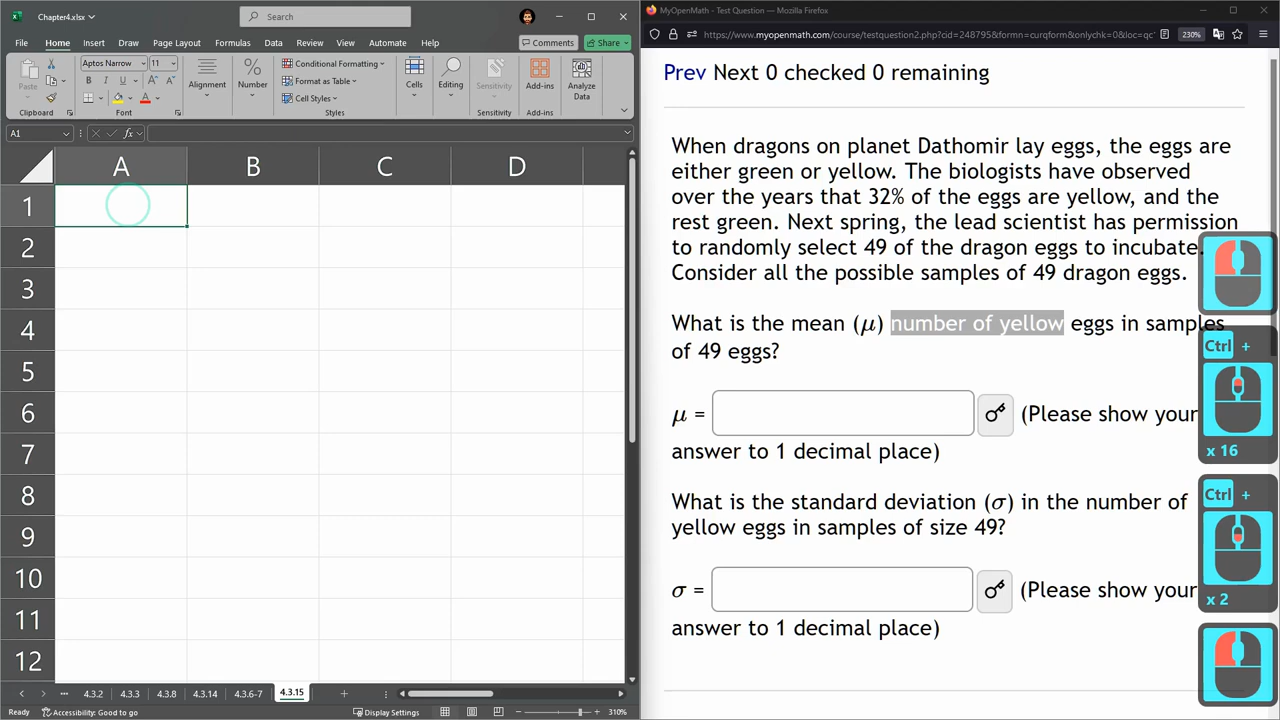 Chapter4.xlsx
Search
File Home Insert Draw Page Layout Formulas Data Review View Automate Help Comments Share
Paste
Clipboard
Aptos Narrow 11
B I U
Font
Alignment
Number
Conditional Formatting
Format as Table
Cell Styles
Styles
Cells
Editing
Sensitivity
Sensitivity
Add-ins
Add-ins
Analyze
Data
A1
fx
A B C D
1
2
3
4
5
6
7
8
9
10
11
12
4.3.2 4.3.3 4.3.8 4.3.14 4.3.6-7 4.3.15
Ready Accessibility: Good to go Display Settings 310%
MyOpenMath - Test Question — Mozilla Firefox
https://www.myopenmath.com/course/testquestion2.php?cid=248795&formn=curqform&onlychk=0&loc=qc 230%
Prev Next 0 checked 0 remaining
When dragons on planet Dathomir lay eggs, the eggs are
either green or yellow. The biologists have observed
over the years that 32% of the eggs are yellow, and the
rest green. Next spring, the lead scientist has permission
to randomly select 49 of the dragon eggs to incubate.
Consider all the possible samples of 49 dragon eggs.
What is the mean (μ) number of yellow eggs in samples
of 49 eggs?
μ = (Please show your
answer to 1 decimal place)
What is the standard deviation (σ) in the number of
yellow eggs in samples of size 49?
σ = (Please show your
answer to 1 decimal place)
Ctrl +
x 16
Ctrl +
x 2